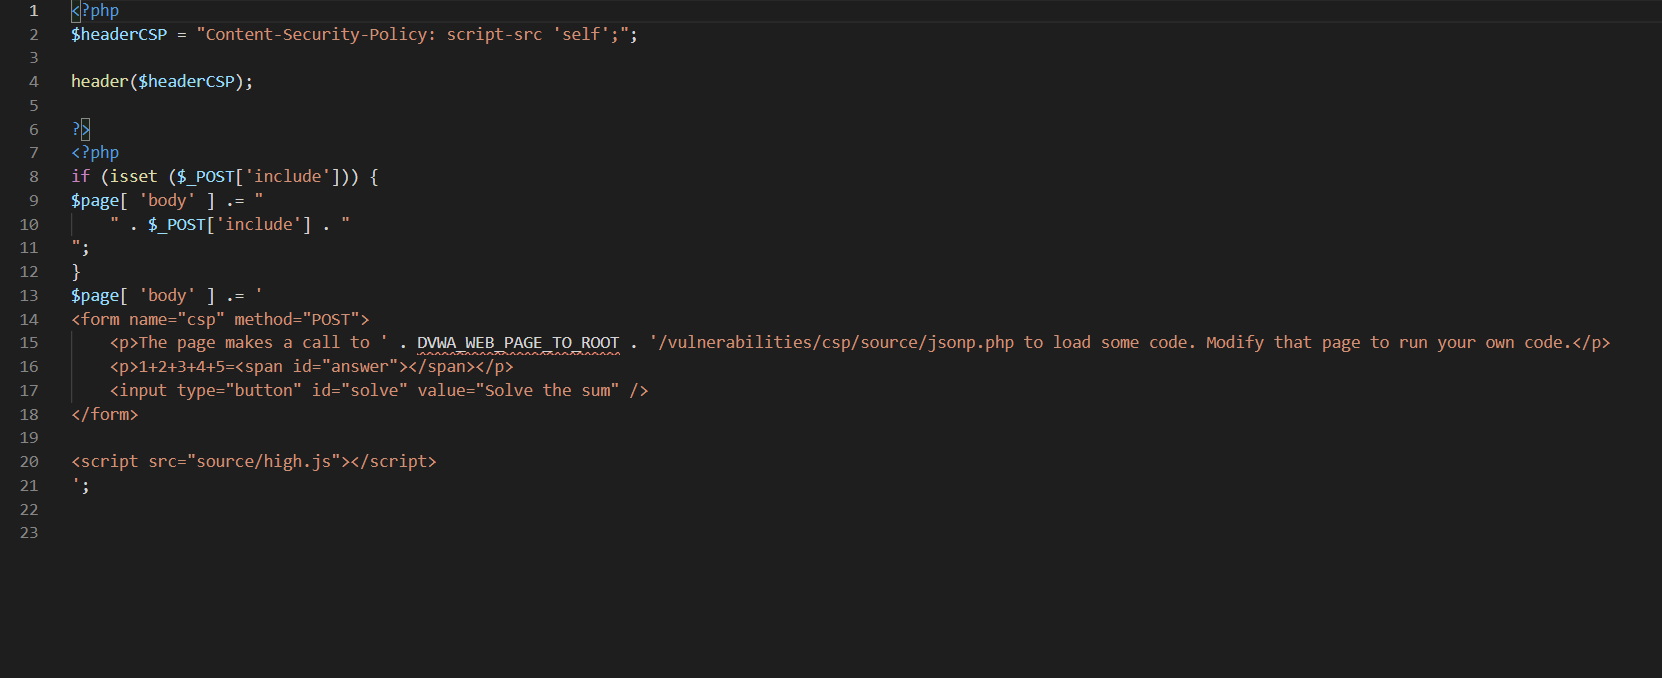 1 <?php
2 $headerCSP = "Content-Security-Policy: script-src 'self';";
3
4 header($headerCSP);
5
6 ?>
7 <?php
8 if (isset ($_POST['include'])) {
9 $page[ 'body' ] .= "
10     " . $_POST['include'] . "
11 ";
12 }
13 $page[ 'body' ] .= '
14 <form name="csp" method="POST">
15     <p>The page makes a call to ' . DVWA_WEB_PAGE_TO_ROOT . '/vulnerabilities/csp/source/jsonp.php to load some code. Modify that page to run your own code.</p>
16     <p>1+2+3+4+5=<span id="answer"></span></p>
17     <input type="button" id="solve" value="Solve the sum" />
18 </form>
19
20 <script src="source/high.js"></script>
21 ';
22
23